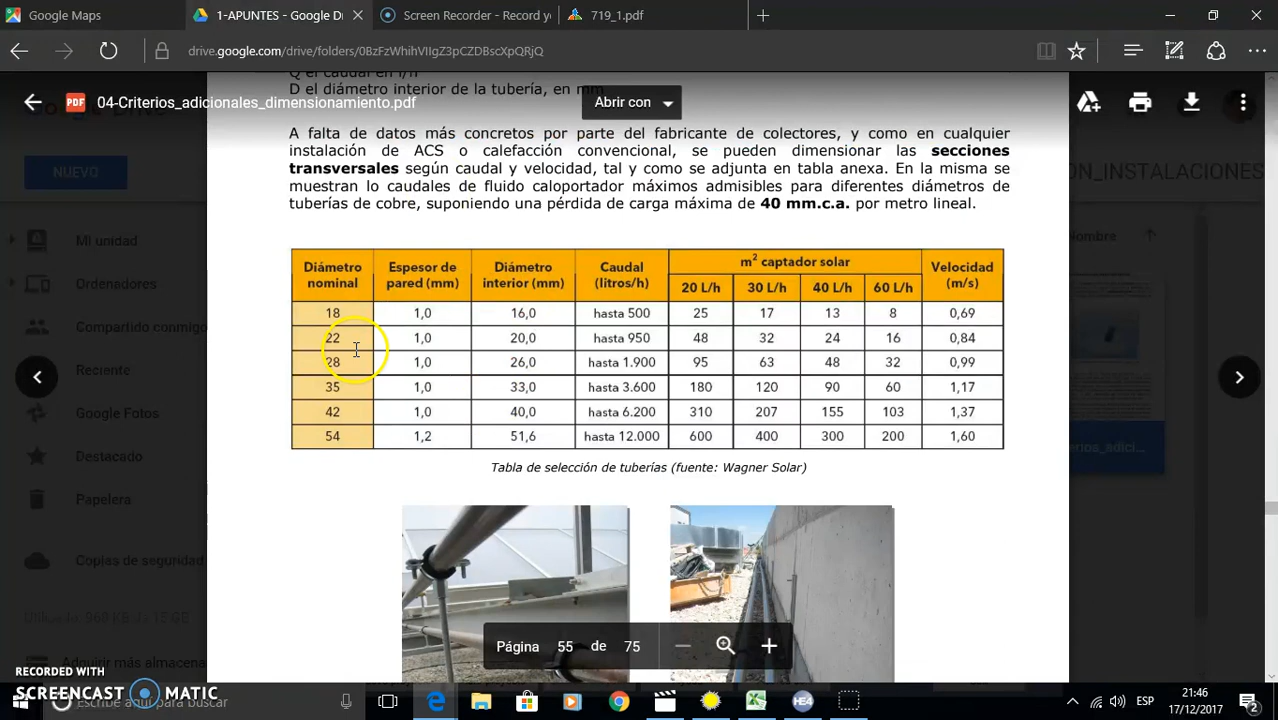 Google Maps
1-APUNTES - Google D
Screen Recorder - Record yo
719_1.pdf
drive.google.com/drive/folders/0BzFzWhihVIIgZ3pCZDBscXpQRjQ
D el diámetro interior de la tubería, en mm
04-Criterios_adicionales_dimensionamiento.pdf
Abrir con
A falta de datos más concretos por parte del fabricante de colectores, y como en cualquier
instalación de ACS o calefacción convencional, se pueden dimensionar las secciones
transversales según caudal y velocidad, tal y como se adjunta en tabla anexa. En la misma se
muestran lo caudales de fluido caloportador máximos admisibles para diferentes diámetros de
tuberías de cobre, suponiendo una pérdida de carga máxima de 40 mm.c.a. por metro lineal.
NUEVO
ON_INSTALACIONES
Mi unidad
Ordenadores
Compartido conmigo
Reciente
Google Fotos
Destacado
Papelera
Copias de seguridad
Adquirir más almacena
Nombre
Diámetro nominal Espesor de pared (mm) Diámetro interior (mm) Caudal (litros/h) m² captador solar Velocidad (m/s)
20 L/h 30 L/h 40 L/h 60 L/h
18 1,0 16,0 hasta 500 25 17 13 8 0,69
22 1,0 20,0 hasta 950 48 32 24 16 0,84
28 1,0 26,0 hasta 1.900 95 63 48 32 0,99
35 1,0 33,0 hasta 3.600 180 120 90 60 1,17
42 1,0 40,0 hasta 6.200 310 207 155 103 1,37
54 1,2 51,6 hasta 12.000 600 400 300 200 1,60
Tabla de selección de tuberías (fuente: Wagner Solar)
Página 55 de 75
RECORDED WITH
SCREENCAST MATIC
Escribe aquí para buscar
ESP
21:46
17/12/2017
2